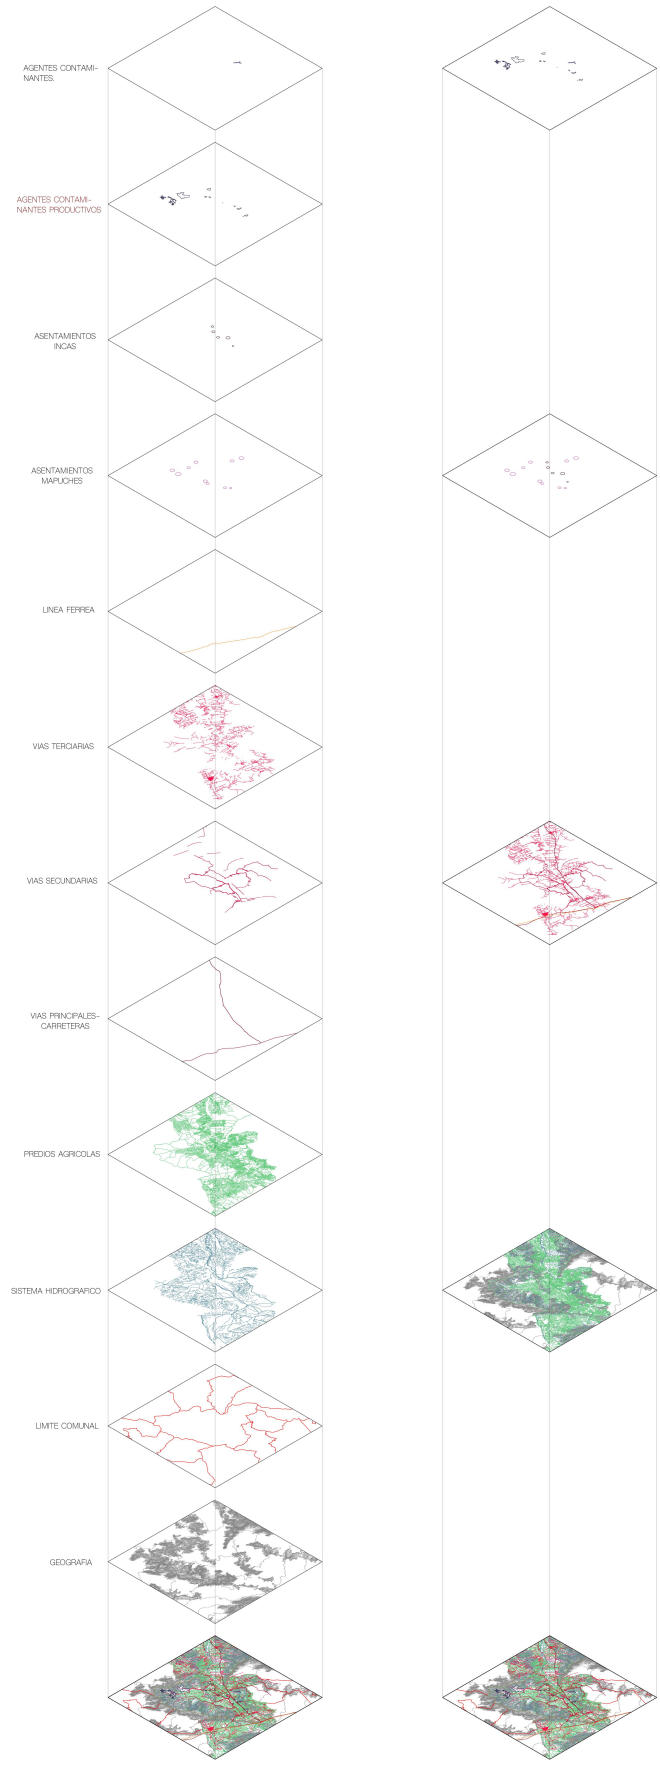 AGENTES CONTAMI-
NANTES.
AGENTES CONTAMI-
NANTES PRODUCTIVOS
ASENTAMIENTOS
INCAS
ASENTAMIENTOS
MAPUCHES
LINEA FERREA
VIAS TERCIARIAS
VIAS SECUNDARIAS
VIAS PRINCIPALES-
CARRETERAS
PREDIOS AGRICOLAS
SISTEMA HIDROGRAFICO
LIMITE COMUNAL
GEOGRAFIA